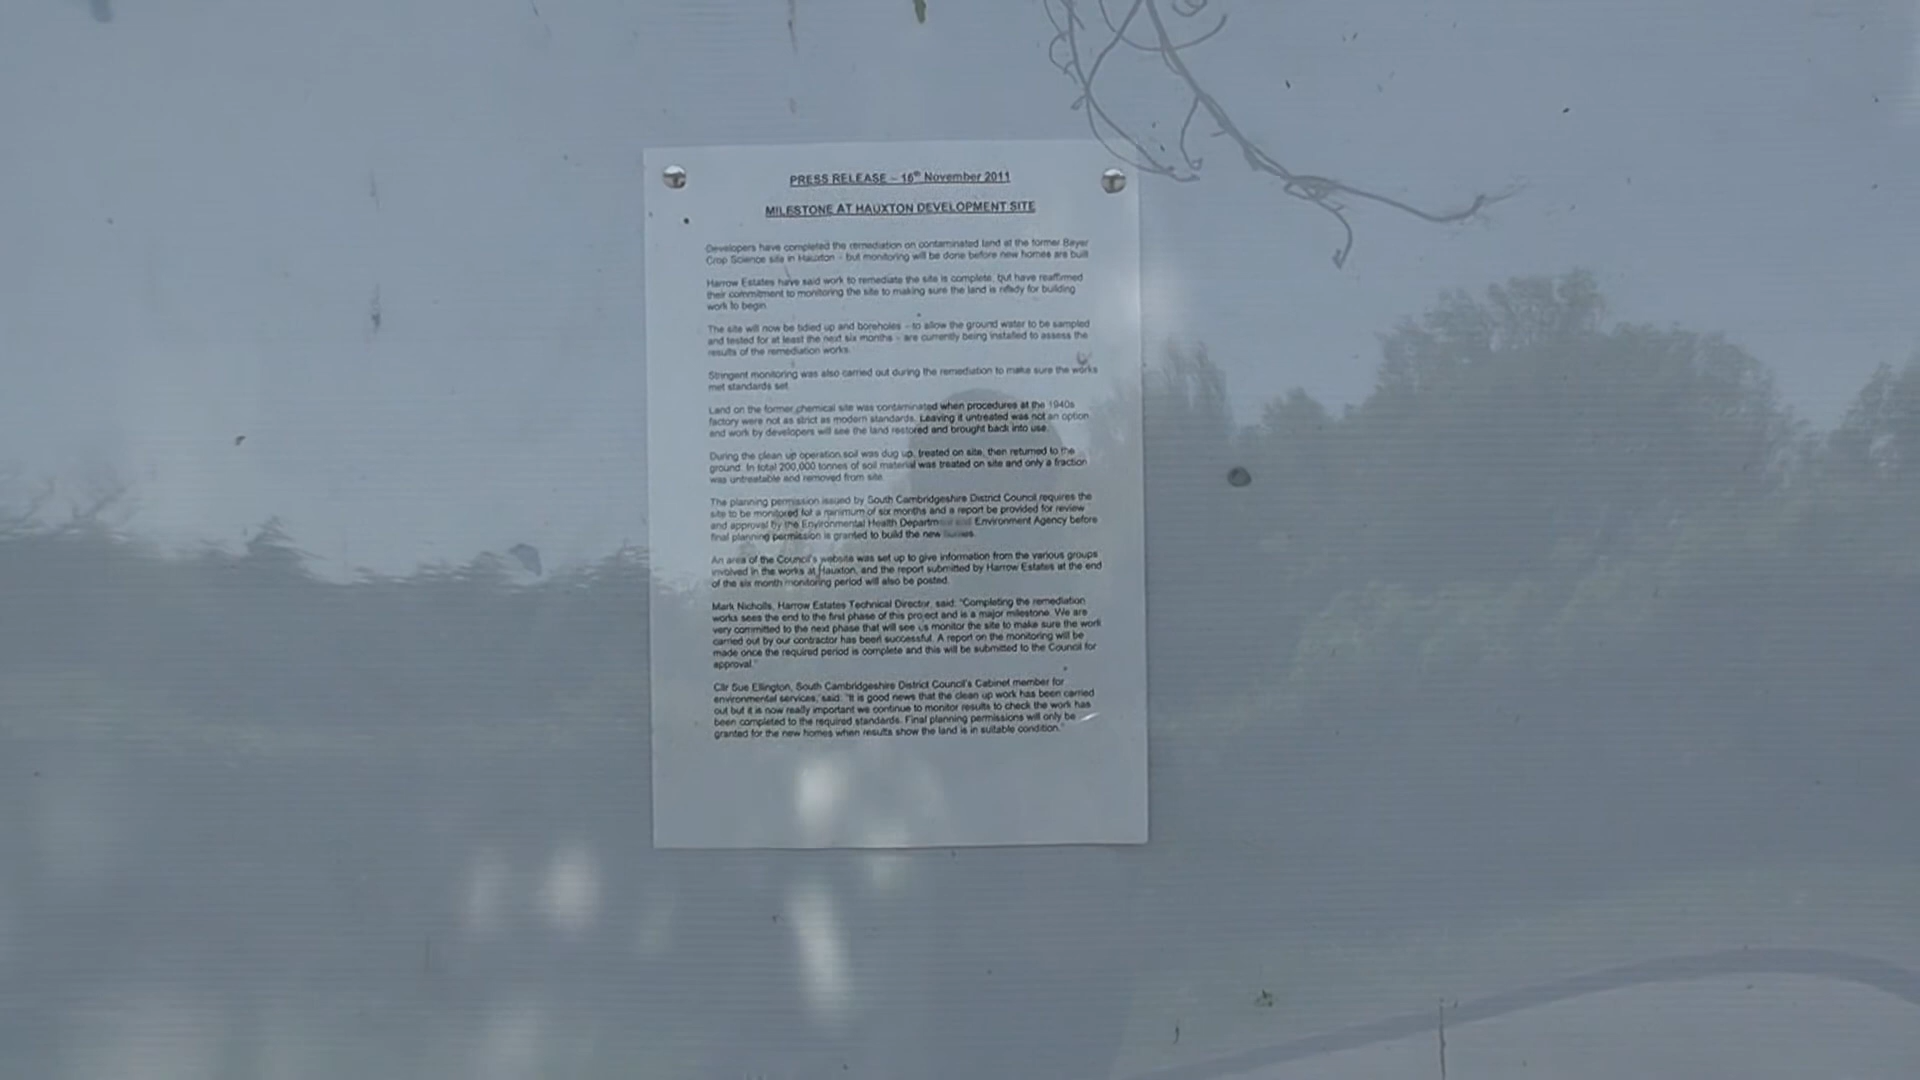 PRESS RELEASE – 16th November 2011
MILESTONE AT HAUXTON DEVELOPMENT SITE
Developers have completed the remediation on contaminated land at the former Bayer
Crop Science site in Hauxton – but monitoring will be done before new homes are built
Harrow Estates have said work to remediate the site is complete, but have reaffirmed
their commitment to monitoring the site to making sure the land is ready for building
work to begin.
The site will now be tidied up and boreholes – to allow the ground water to be sampled
and tested for at least the next six months – are currently being installed to assess the
results of the remediation works.
Stringent monitoring was also carried out during the remediation to make sure the works
met standards set.
Land on the former chemical site was contaminated when procedures at the 1940s
factory were not as strict as modern standards. Leaving it untreated was not an option
and work by developers will see the land restored and brought back into use.
During the clean up operation soil was dug up, treated on site, then returned to the
ground. In total 200,000 tonnes of soil material was treated on site and only a fraction
was untreatable and removed from site.
The planning permission issued by South Cambridgeshire District Council requires the
site to be monitored for a minimum of six months and a report be provided for review
and approval by the Environmental Health Department and Environment Agency before
final planning permission is granted to build the new homes.
An area of the Council's website was set up to give information from the various groups
involved in the works at Hauxton, and the report submitted by Harrow Estates at the end
of the six month monitoring period will also be posted.
Mark Nicholls, Harrow Estates Technical Director, said: "Completing the remediation
works sees the end to the first phase of this project and is a major milestone. We are
very committed to the next phase that will see us monitor the site to make sure the work
carried out by our contractor has been successful. A report on the monitoring will be
made once the required period is complete and this will be submitted to the Council for
approval."
Cllr Sue Ellington, South Cambridgeshire District Council's Cabinet member for
environmental services, said: "It is good news that the clean up work has been carried
out but it is now really important we continue to monitor results to check the work has
been completed to the required standards. Final planning permissions will only be
granted for the new homes when results show the land is in suitable condition."